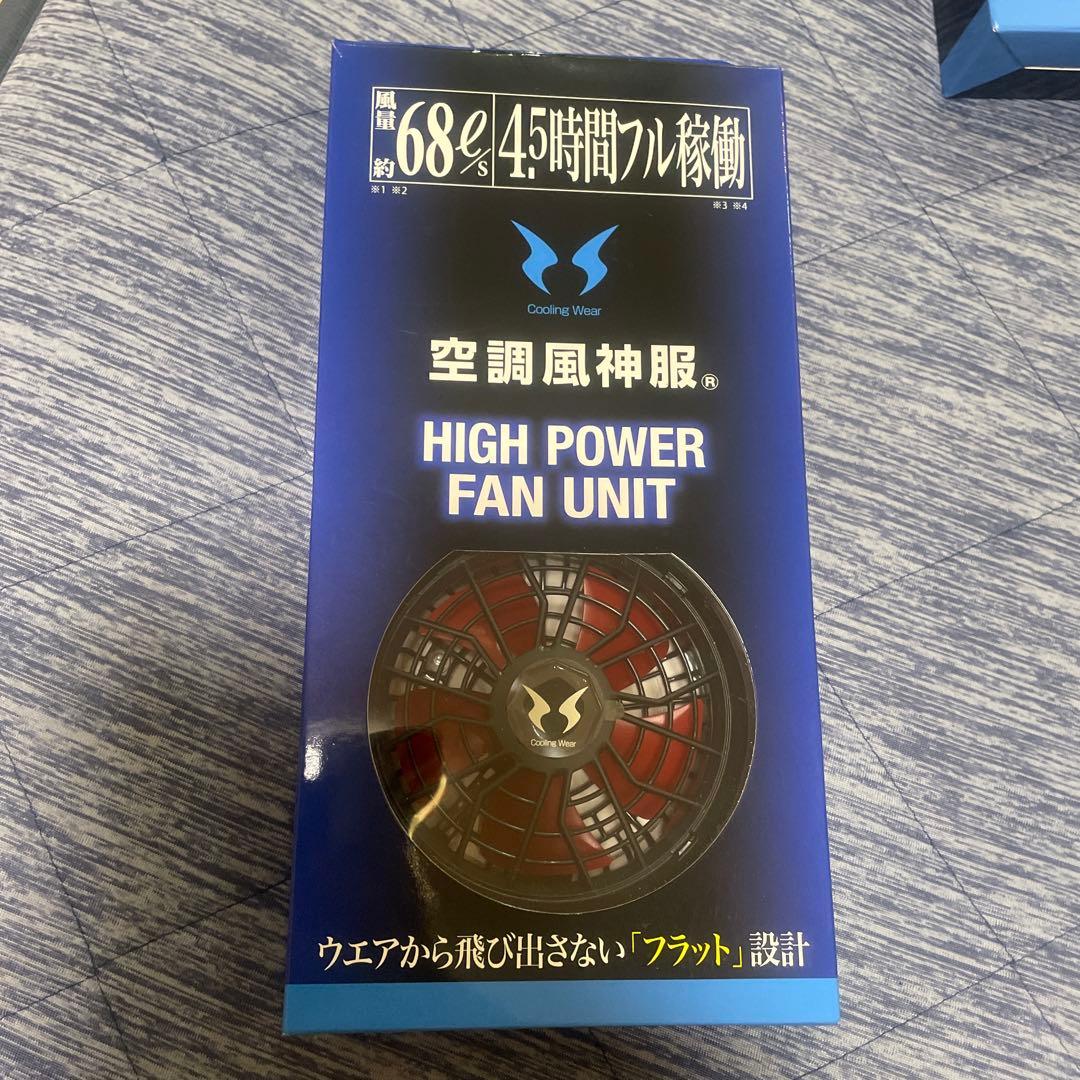 風量 約68ℓ/s 4.5時間フル稼働
※1 ※2 ※3 ※4
Cooling Wear
空調風神服®
HIGH POWER
FAN UNIT
Cooling Wear
ウエアから飛び出さない「フラット」設計